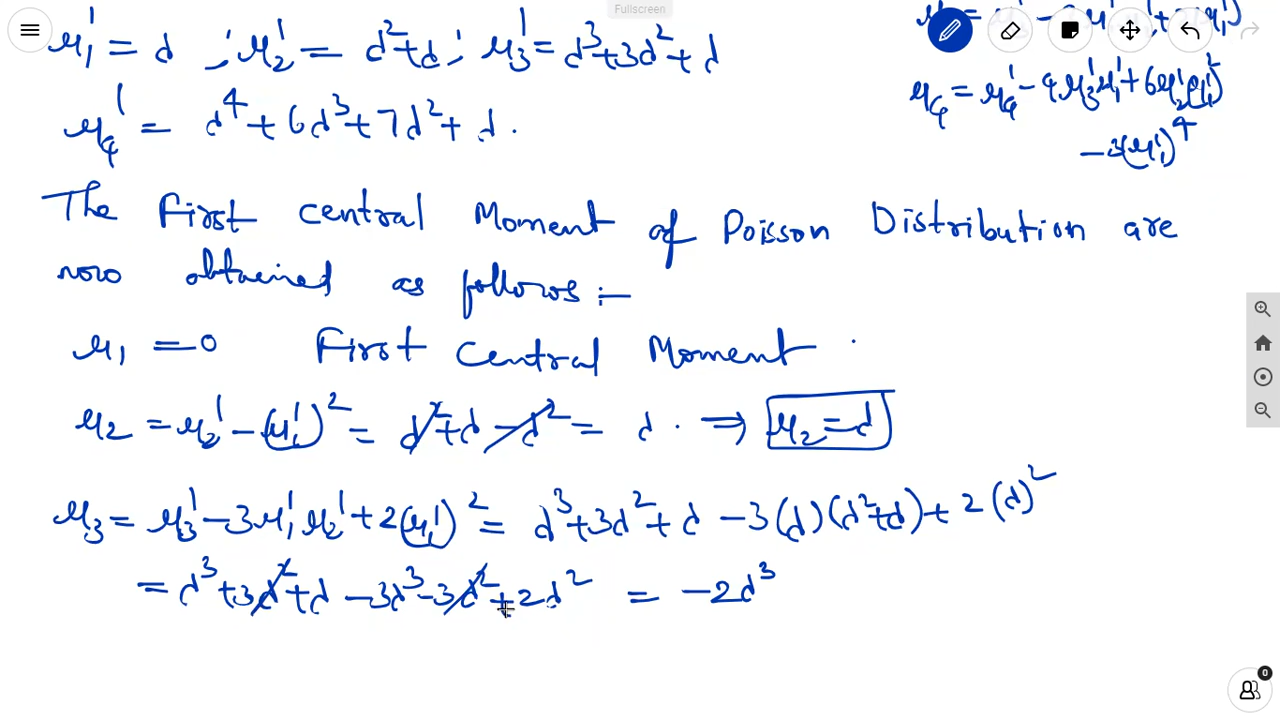 Fullscreen
μ₁' = λ ; μ₂' = λ²+λ ; μ₃' = λ³+3λ²+λ
μ₄' = λ⁴ + 6λ³ + 7λ² + λ .
μ₄ = μ₄' - 4μ₃'μ₁' + 6μ₂'(μ₁')²
-3(μ₁')⁴
The First central Moment of Poisson Distribution are
now obtained as follows :-
μ₁ = 0 First Central Moment .
μ₂ = μ₂' - (μ₁')² = λ²+λ - λ² = λ . ⇒ μ₂ = λ
μ₃ = μ₃' - 3μ₁'μ₂' + 2(μ₁')² = λ³+3λ²+λ - 3(λ)(λ²+λ) + 2(λ)²
= λ³ + 3λ² + λ - 3λ³ - 3λ² + 2λ² = -2λ³
0